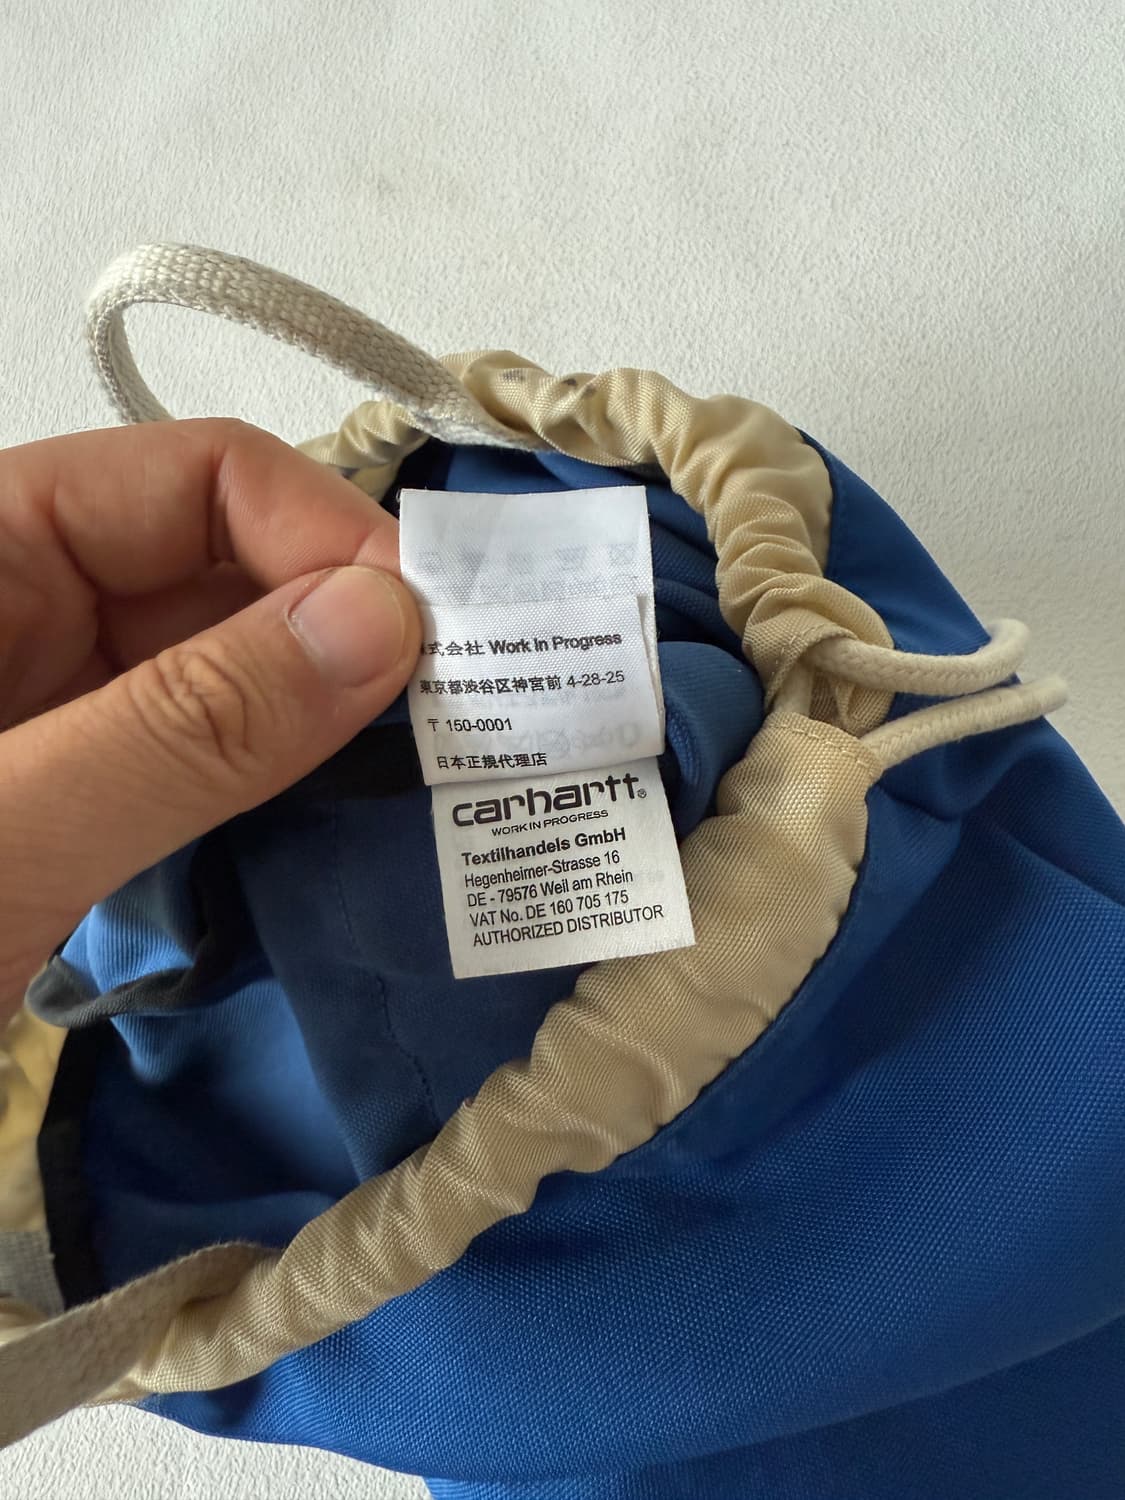 式会社 Work In Progress
東京都渋谷区神宮前 4-28-25
〒 150-0001
日本正規代理店
carhartt®
WORK IN PROGRESS
Textilhandels GmbH
Hegenheimer-Strasse 16
DE - 79576 Weil am Rhein
VAT No. DE 160 705 175
AUTHORIZED DISTRIBUTOR